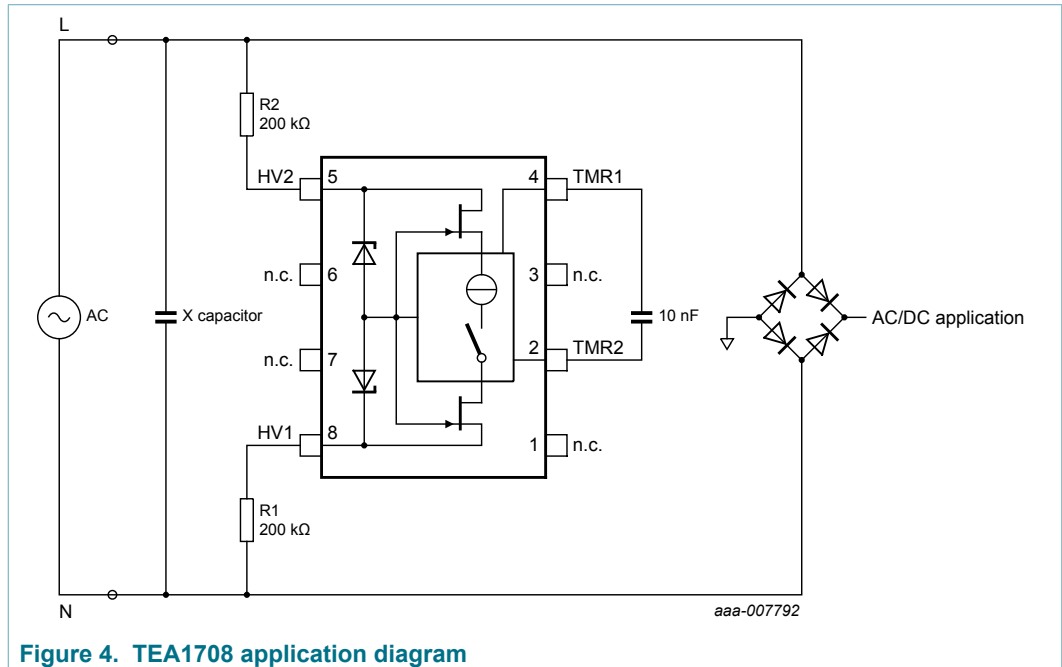 L
R2
200 kΩ
HV2
5
4
TMR1
n.c.
6
3
n.c.
AC
X capacitor
10 nF
AC/DC application
n.c.
7
2
TMR2
HV1
8
1
n.c.
R1
200 kΩ
N
aaa-007792
Figure 4. TEA1708 application diagram